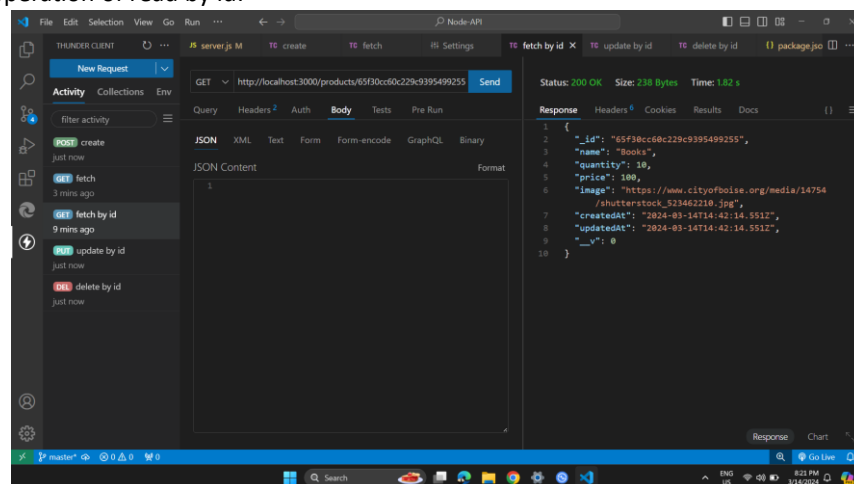 peration of read by id.
File Edit Selection View Go Run ··· Node-API
THUNDER CLIENT ···
JS server.js M TC create TC fetch Settings TC fetch by id × TC update by id TC delete by id {} package.jso ···
New Request
Activity Collections Env
filter activity
POST create
just now
GET fetch
3 mins ago
GET fetch by id
9 mins ago
PUT update by id
just now
DEL delete by id
just now
GET http://localhost:3000/products/65f30cc60c229c9395499255 Send
Query Headers 2 Auth Body Tests Pre Run
JSON XML Text Form Form-encode GraphQL Binary
JSON Content Format
1
Status: 200 OK Size: 238 Bytes Time: 1.82 s
Response Headers 6 Cookies Results Docs {}
1 {
2 "_id": "65f30cc60c229c9395499255",
3 "name": "Books",
4 "quantity": 10,
5 "price": 100,
6 "image": "https://www.cityofboise.org/media/14754
/shutterstock_523462210.jpg",
7 "createdAt": "2024-03-14T14:42:14.551Z",
8 "updatedAt": "2024-03-14T14:42:14.551Z",
9 "__v": 0
10 }
Response Chart
4
master* 0 0 0 Go Live
Search ENG 8:21 PM
US 3/14/2024